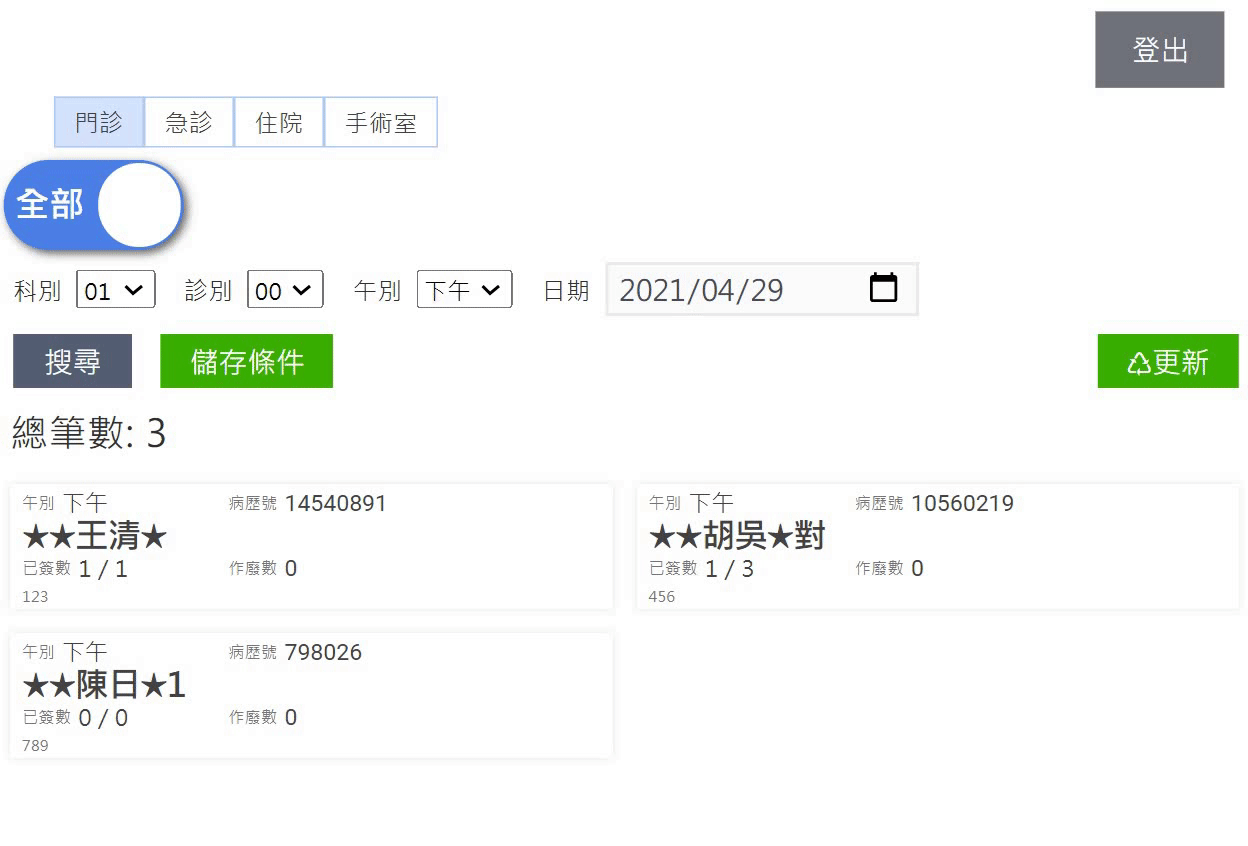 登出
門診 急診 住院 手術室
全部
科別 01 診別 00 午別 下午 日期 2021/04/29
搜尋 儲存條件 更新
總筆數: 3
午別 下午 病歷號 14540891
★★王清★
已簽數 1 / 1 作廢數 0
123
午別 下午 病歷號 10560219
★★胡吳★對
已簽數 1 / 3 作廢數 0
456
午別 下午 病歷號 798026
★★陳日★1
已簽數 0 / 0 作廢數 0
789